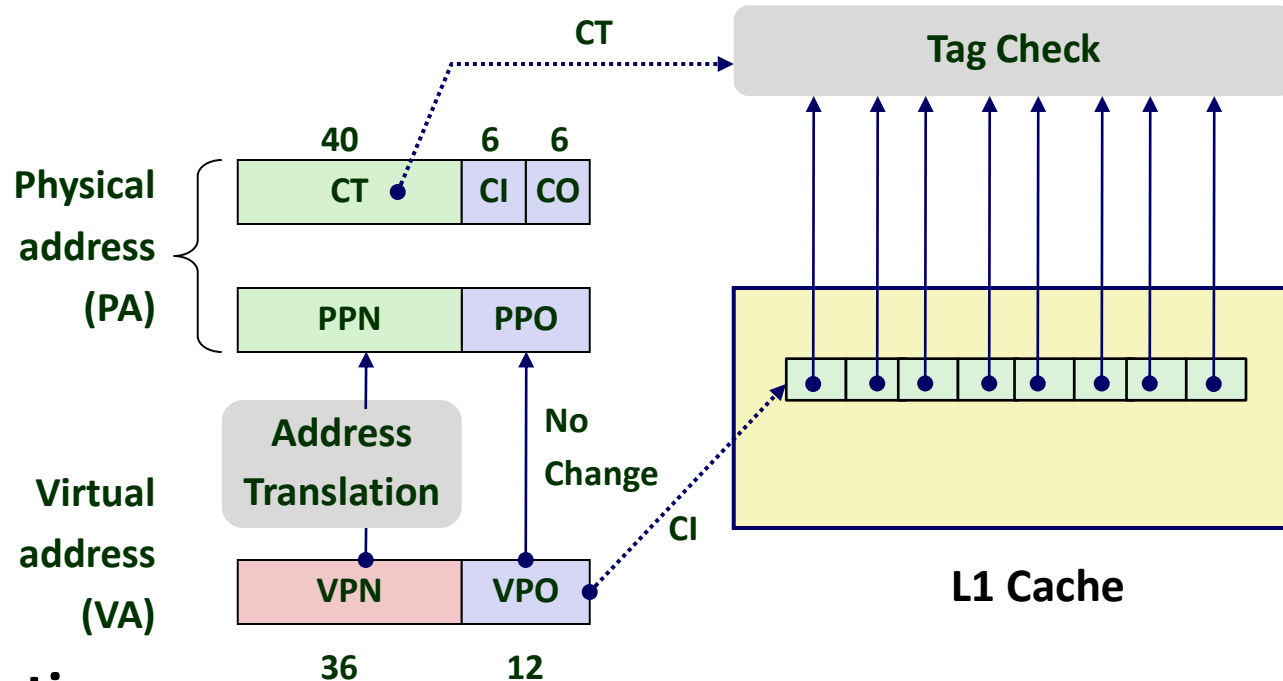 CT
Tag Check
40
6
6
Physical
address
(PA)
CT
CI
CO
PPN
PPO
Address
Translation
No
Change
Virtual
address
(VA)
CI
VPN
VPO
L1 Cache
36
12